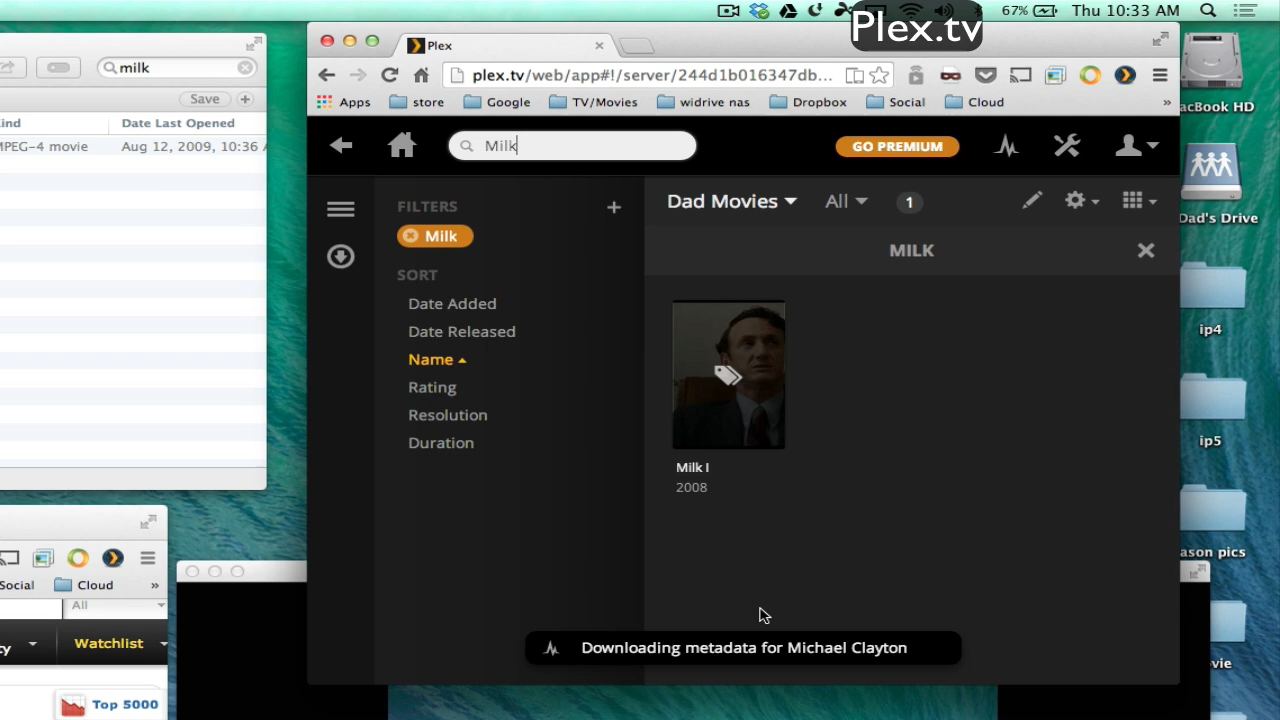 67%
Thu 10:33 AM
Plex.tv
milk
Save
ind
Date Last Opened
MPEG-4 movie
Aug 12, 2009, 10:36 A
Plex
plex.tv/web/app#!/server/244d1b016347db...
Apps
store
Google
TV/Movies
widrive nas
Dropbox
Social
Cloud
»
Milk
GO PREMIUM
FILTERS
+
Milk
SORT
Date Added
Date Released
Name
Rating
Resolution
Duration
Dad Movies
All
1
MILK
Milk I
2008
Downloading metadata for Michael Clayton
acBook HD
Dad's Drive
ip4
ip5
ason pics
vie
Social
Cloud
»
All
ty
Watchlist
Top 5000